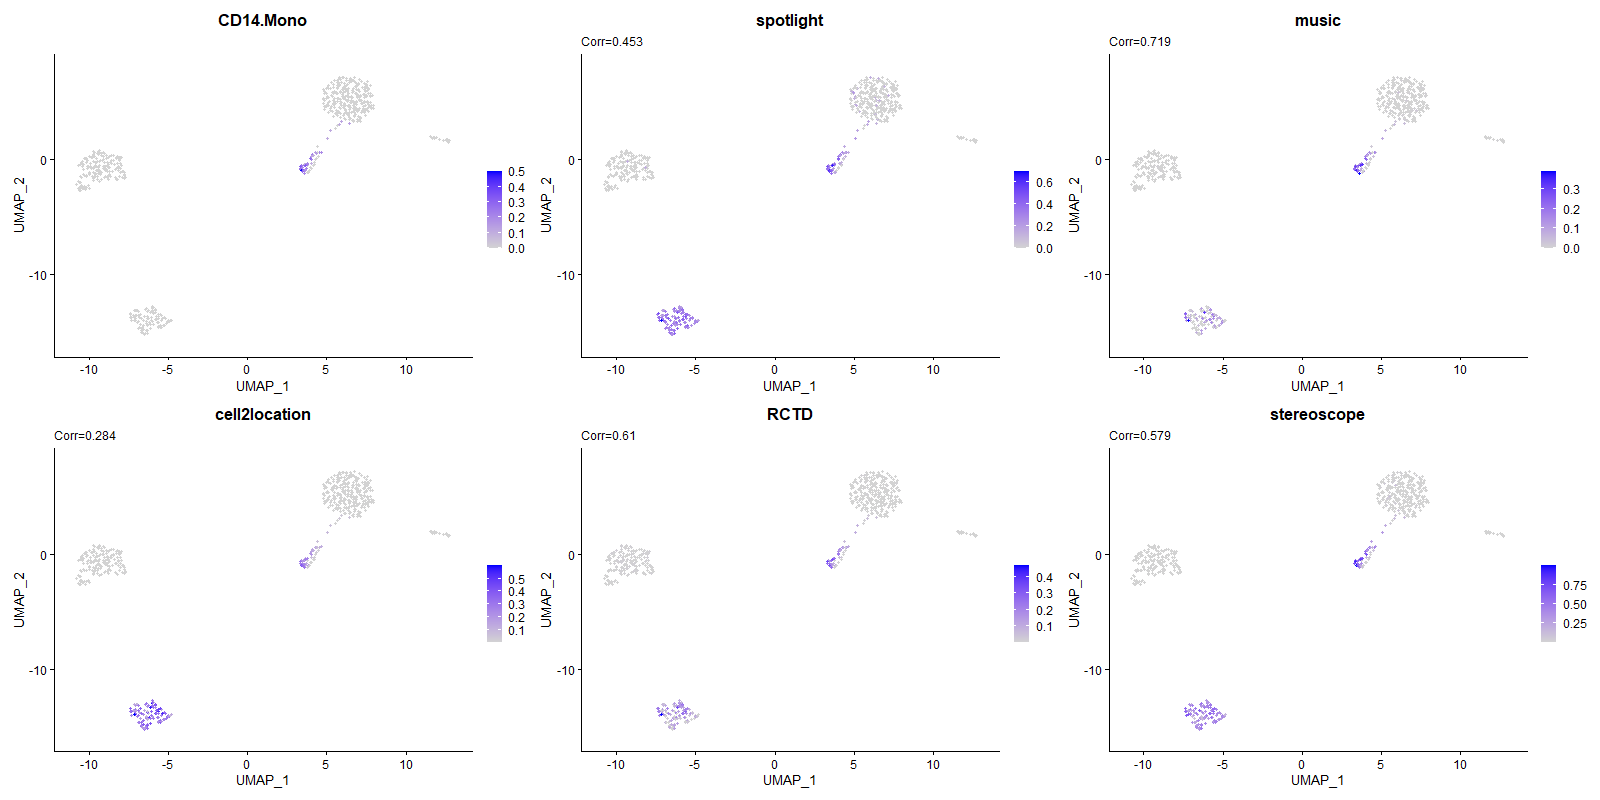 CD14.Mono
UMAP_2
0
-10
-10
-5
0
5
10
UMAP_1
0.5
0.4
0.3
0.2
0.1
0.0
spotlight
Corr=0.453
UMAP_2
0
-10
-10
-5
0
5
10
UMAP_1
0.6
0.4
0.2
0.0
music
Corr=0.719
UMAP_2
0
-10
-10
-5
0
5
10
UMAP_1
0.3
0.2
0.1
0.0
cell2location
Corr=0.284
UMAP_2
0
-10
-10
-5
0
5
10
UMAP_1
0.5
0.4
0.3
0.2
0.1
RCTD
Corr=0.61
UMAP_2
0
-10
-10
-5
0
5
10
UMAP_1
0.4
0.3
0.2
0.1
stereoscope
Corr=0.579
UMAP_2
0
-10
-10
-5
0
5
10
UMAP_1
0.75
0.50
0.25